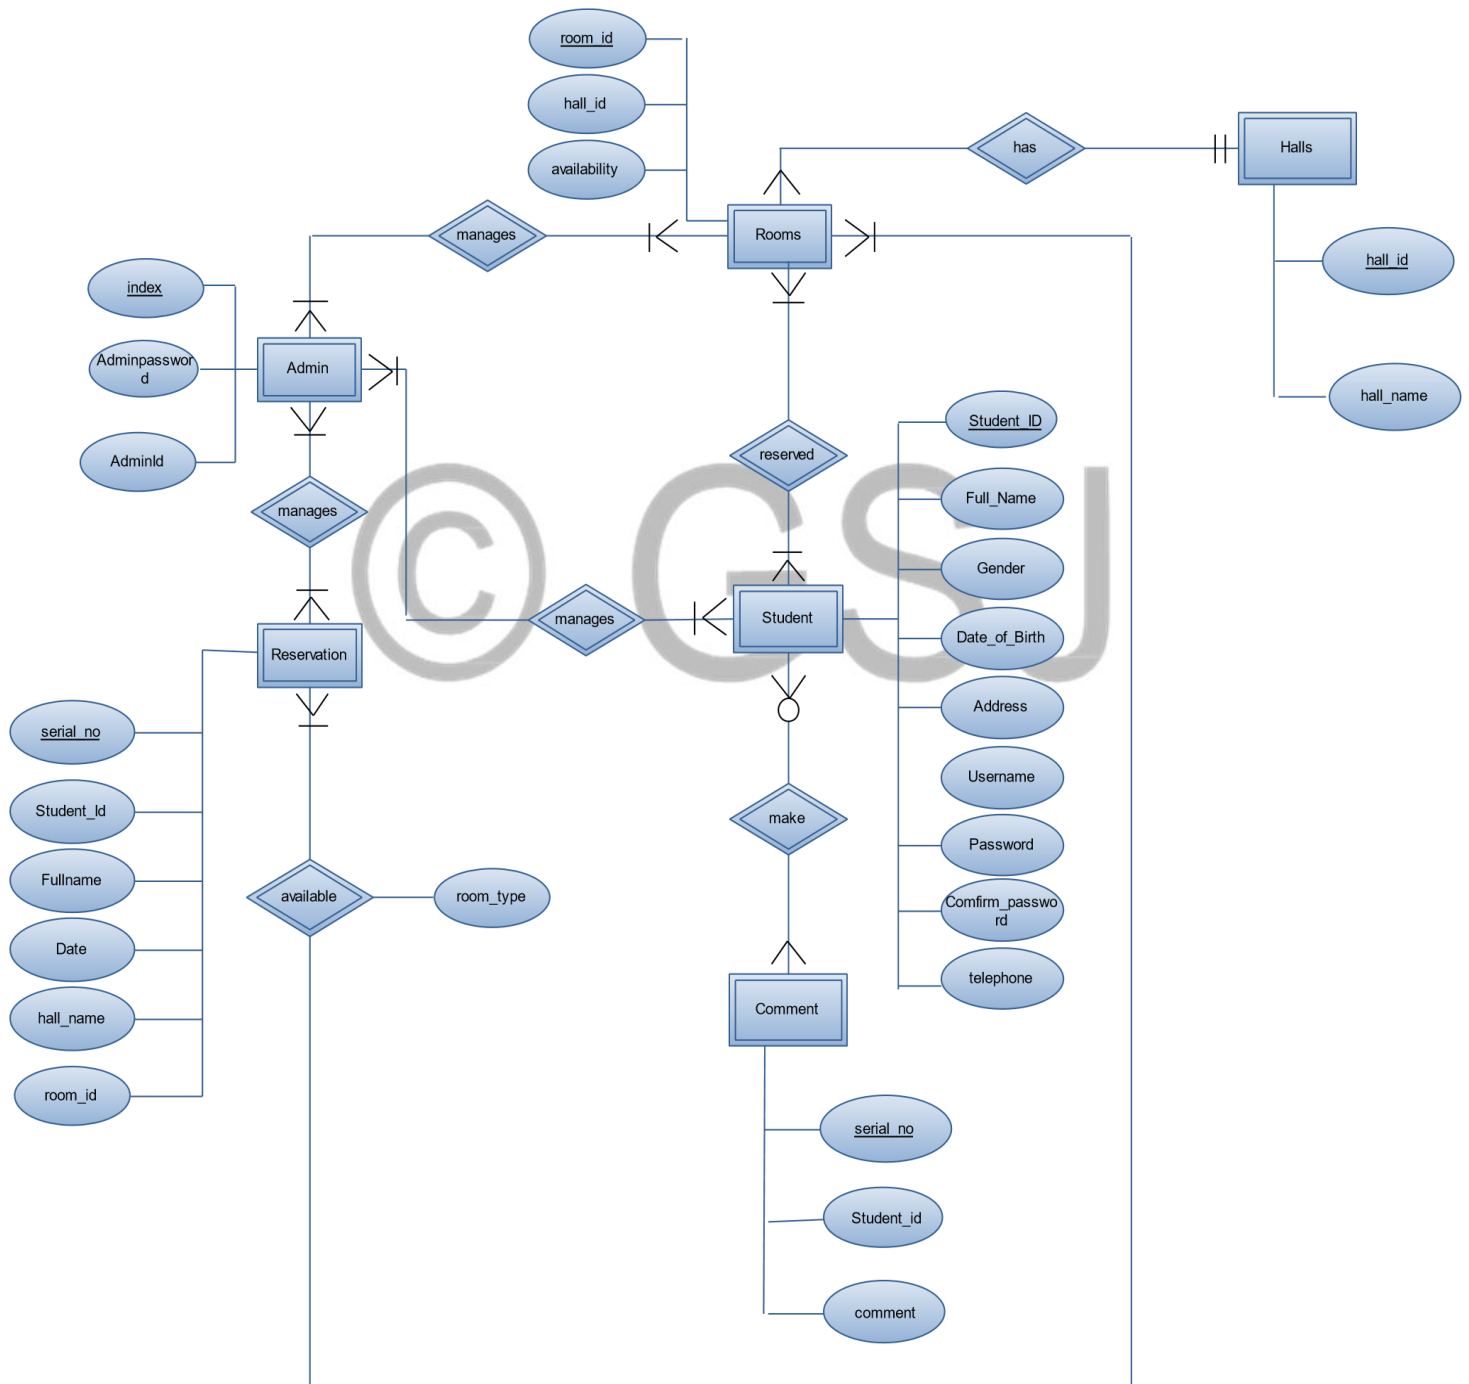 room_id
hall_id
availability
has
Halls
manages
Rooms
hall_id
index
Adminpasswor
d
Admin
hall_name
AdminId
Student_ID
reserved
Full_Name
manages
© GSJ
Gender
manages
Student
Date_of_Birth
Reservation
Address
serial_no
Username
Student_Id
make
Password
Fullname
available
room_type
Comfirm_passwo
rd
Date
telephone
hall_name
Comment
room_id
serial_no
Student_id
comment